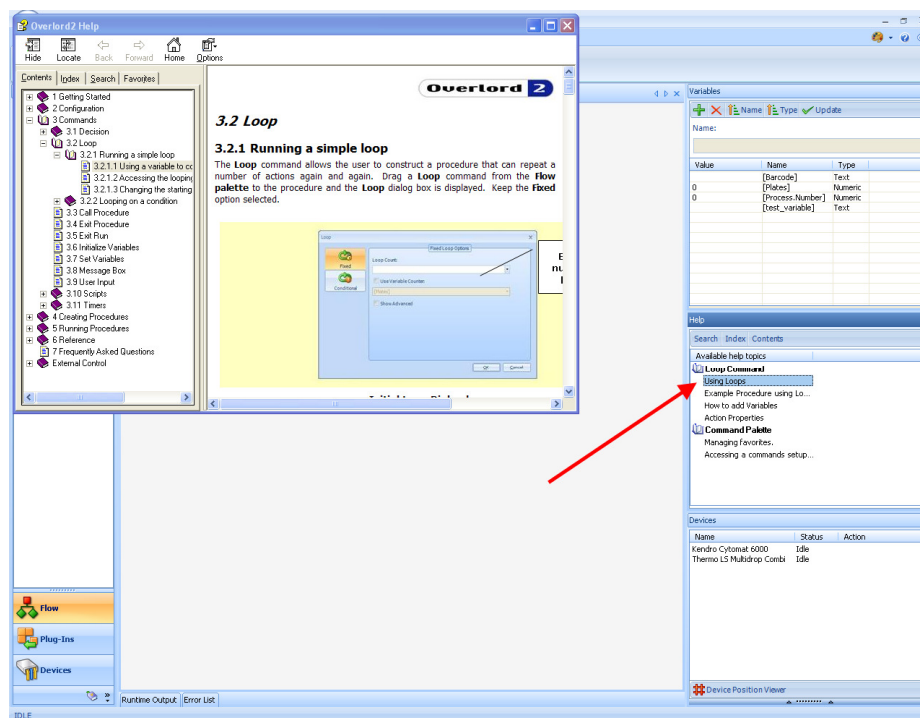 Overlord2 Help
Hide Locate Back Forward Home Options
Contents Index Search Favorites
1 Getting Started
2 Configuration
3 Commands
3.1 Decision
3.2 Loop
3.2.1 Running a simple loop
3.2.1.1 Using a variable to co
3.2.1.2 Accessing the looping
3.2.1.3 Changing the starting
3.2.2 Looping on a condition
3.3 Call Procedure
3.4 Exit Procedure
3.5 Exit Run
3.6 Initialize Variables
3.7 Set Variables
3.8 Message Box
3.9 User Input
3.10 Scripts
3.11 Timers
4 Creating Procedures
5 Running Procedures
6 Reference
7 Frequently Asked Questions
External Control
Overlord 2
3.2 Loop
3.2.1 Running a simple loop
The Loop command allows the user to construct a procedure that can repeat a
number of actions again and again. Drag a Loop command from the Flow
palette to the procedure and the Loop dialog box is displayed. Keep the Fixed
option selected.
Loop
Fixed Loop Options
Fixed
Conditional
Loop Count:
Use Variable Counter:
[Plates]
Show Advanced
OK Cancel
E
nu
Variables
Name Type Update
Name:
Value Name Type
[Barcode] Text
0 [Plates] Numeric
0 [Process.Number] Numeric
[test_variable] Text
Help
Search Index Contents
Available help topics
Loop Command
Using Loops
Example Procedure using Lo...
How to add Variables
Action Properties
Command Palette
Managing favorites.
Accessing a commands setup...
Devices
Name Status Action
Kendro Cytomat 6000 Idle
Thermo LS Multidrop Combi Idle
Device Position Viewer
Flow
Plug-Ins
Devices
Runtime Output Error List
IDLE